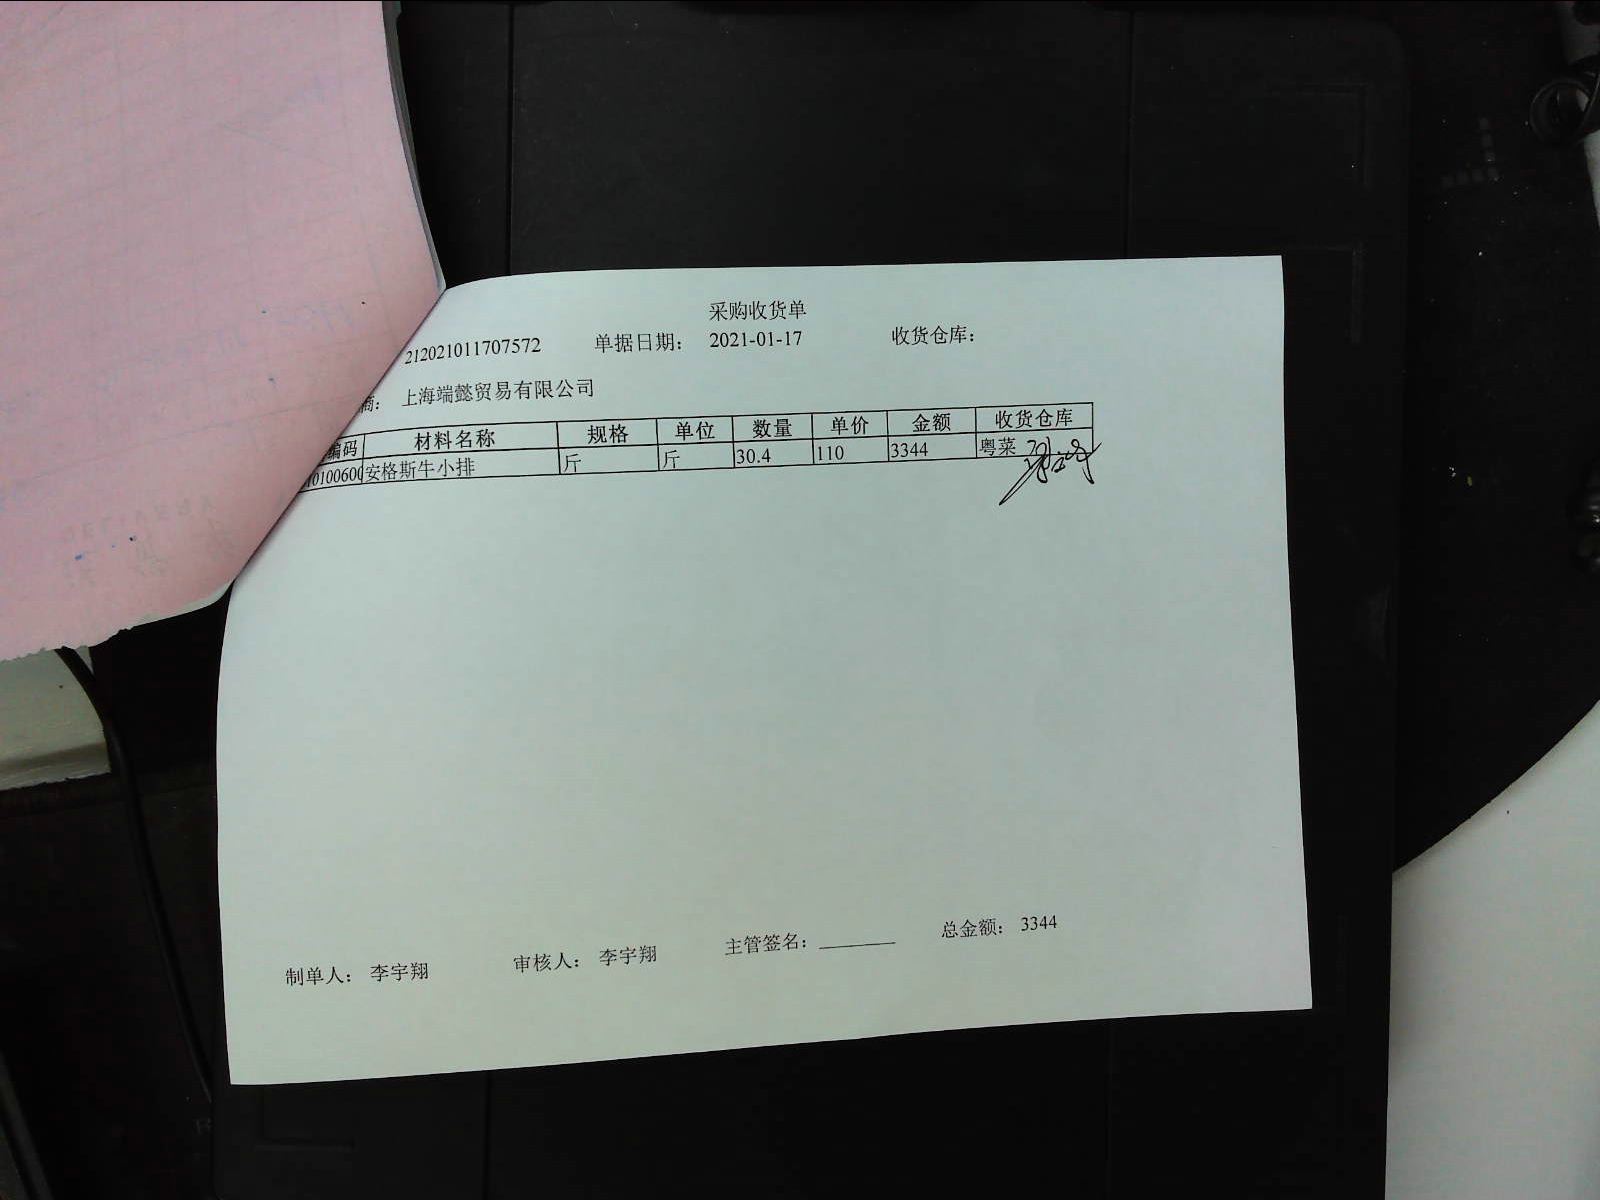 采购收货单
212021011707572 单据日期： 2021-01-17 收货仓库：
商： 上海端懿贸易有限公司
编码 材料名称 规格 单位 数量 单价 金额 收货仓库
10100600 安格斯牛小排 斤 斤 30.4 110 3344 粤菜
制单人： 李宇翔 审核人： 李宇翔 主管签名： 总金额： 3344